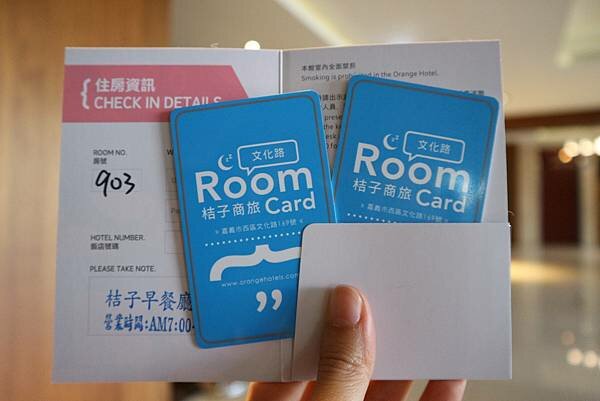 住房資訊
CHECK IN DETAILS
ROOM NO.
房號
903
HOTEL NUMBER.
飯店號碼
PLEASE TAKE NOTE.
桔子早餐廳
營業時間:AM7:00-
文化路
Room
桔子商旅 Card
嘉義市西區文化路169號
www.orangehotels.com
本館室內全面禁菸
Smoking is prohibited in the Orange Hotel.
文化路
Room
桔子商旅 Card
嘉義市西區文化路169號